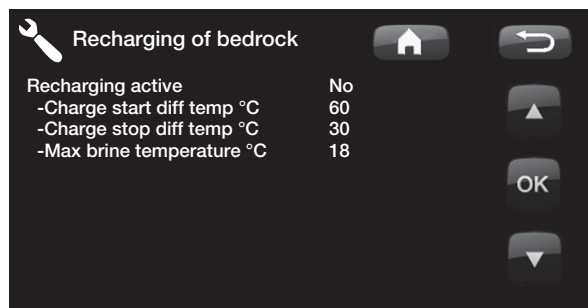 Recharging of bedrock
Recharging active No
-Charge start diff temp °C 60
-Charge stop diff temp °C 30
-Max brine temperature °C 18
OK